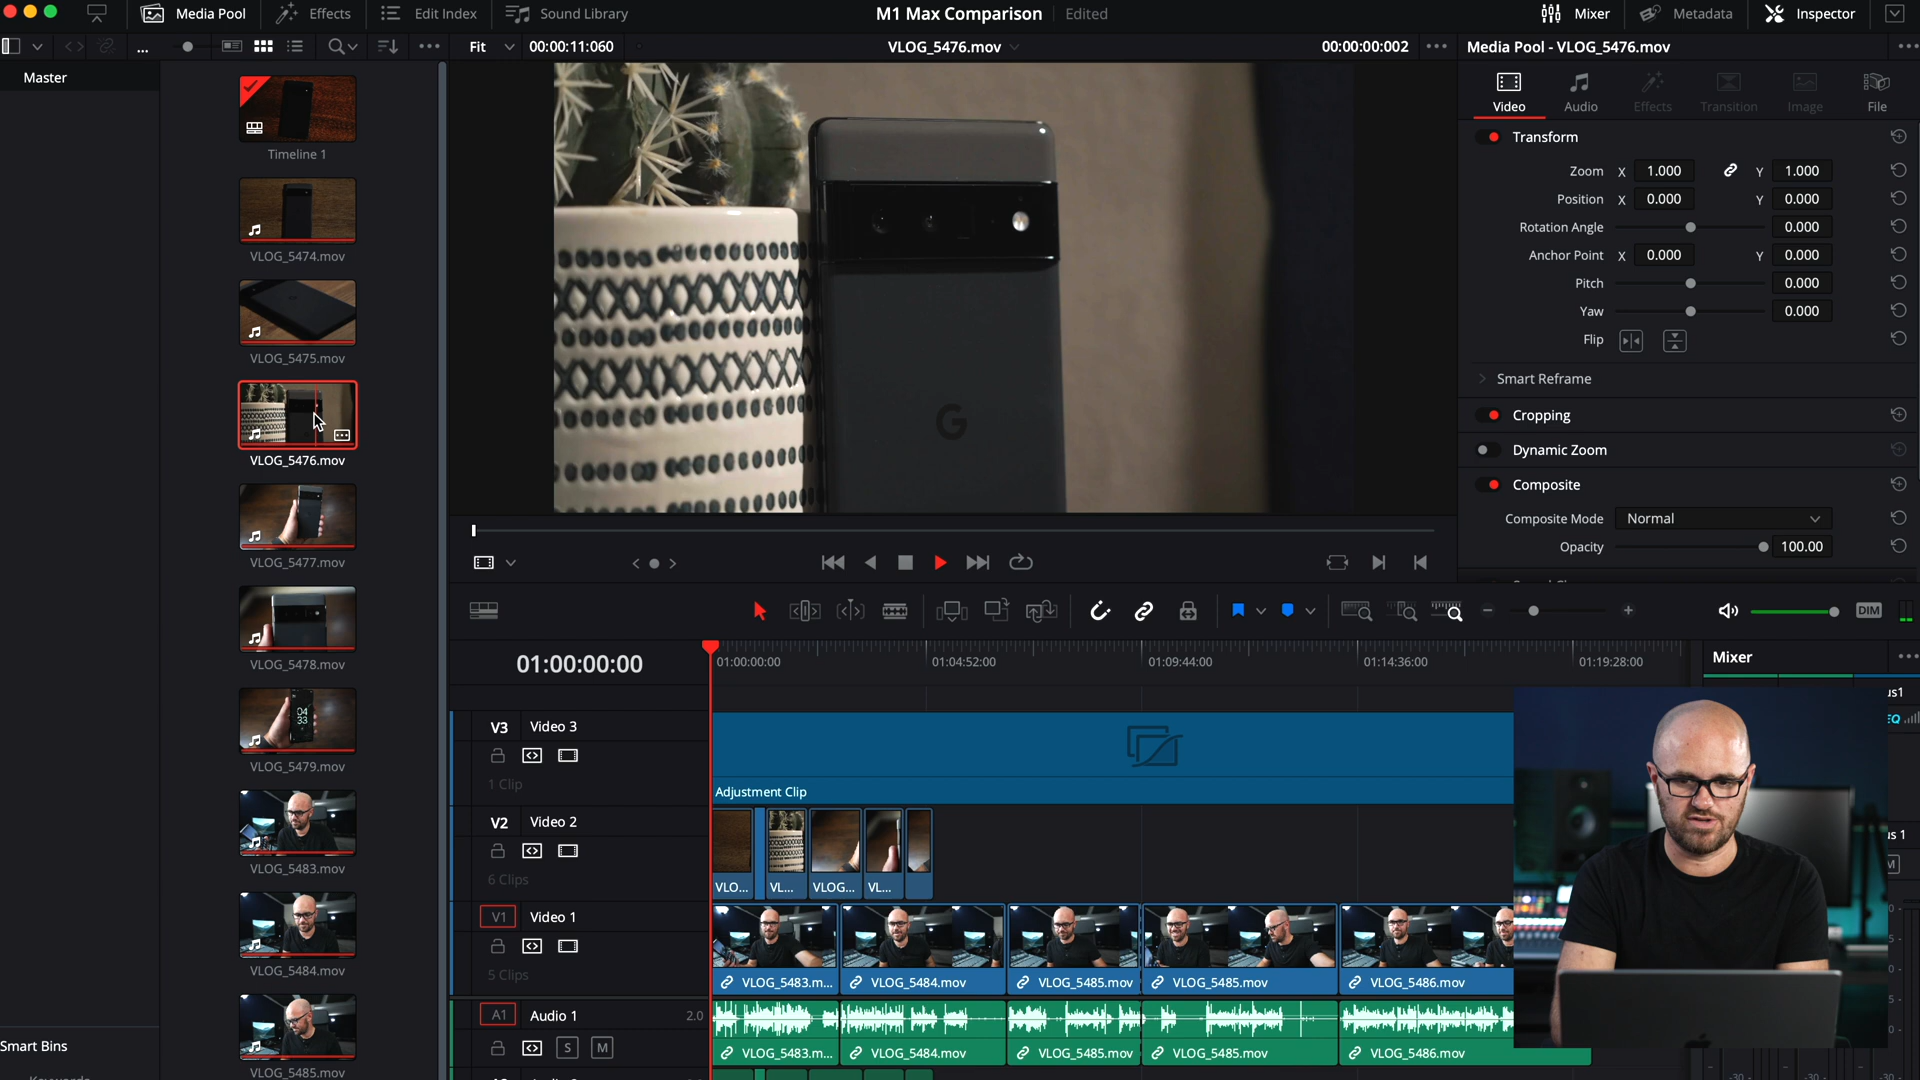 Media Pool
Effects
Edit Index
Sound Library
M1 Max Comparison
Edited
Mixer
Metadata
Inspector
...
Fit
00:00:11:060
VLOG_5476.mov
00:00:00:002
Media Pool - VLOG_5476.mov
Master
Timeline 1
VLOG_5474.mov
VLOG_5475.mov
VLOG_5476.mov
VLOG_5477.mov
VLOG_5478.mov
04
33
VLOG_5479.mov
VLOG_5483.mov
VLOG_5484.mov
VLOG_5485.mov
Smart Bins
G
Video
Audio
Effects
Transition
Image
File
Transform
Zoom X 1.000 Y 1.000
Position X 0.000 Y 0.000
Rotation Angle 0.000
Anchor Point X 0.000 Y 0.000
Pitch 0.000
Yaw 0.000
Flip
Smart Reframe
Cropping
Dynamic Zoom
Composite
Composite Mode Normal
Opacity 100.00
DIM
01:00:00:00
01:00:00:00
01:04:52:00
01:09:44:00
01:14:36:00
01:19:28:00
Mixer
V3 Video 3
1 Clip
Adjustment Clip
V2 Video 2
6 Clips
VLO...
VL...
VLOG...
VL...
V1 Video 1
5 Clips
VLOG_5483.m...
VLOG_5484.mov
VLOG_5485.mov
VLOG_5485.mov
VLOG_5486.mov
A1 Audio 1 2.0
S M
VLOG_5483.m...
VLOG_5484.mov
VLOG_5485.mov
VLOG_5485.mov
VLOG_5486.mov